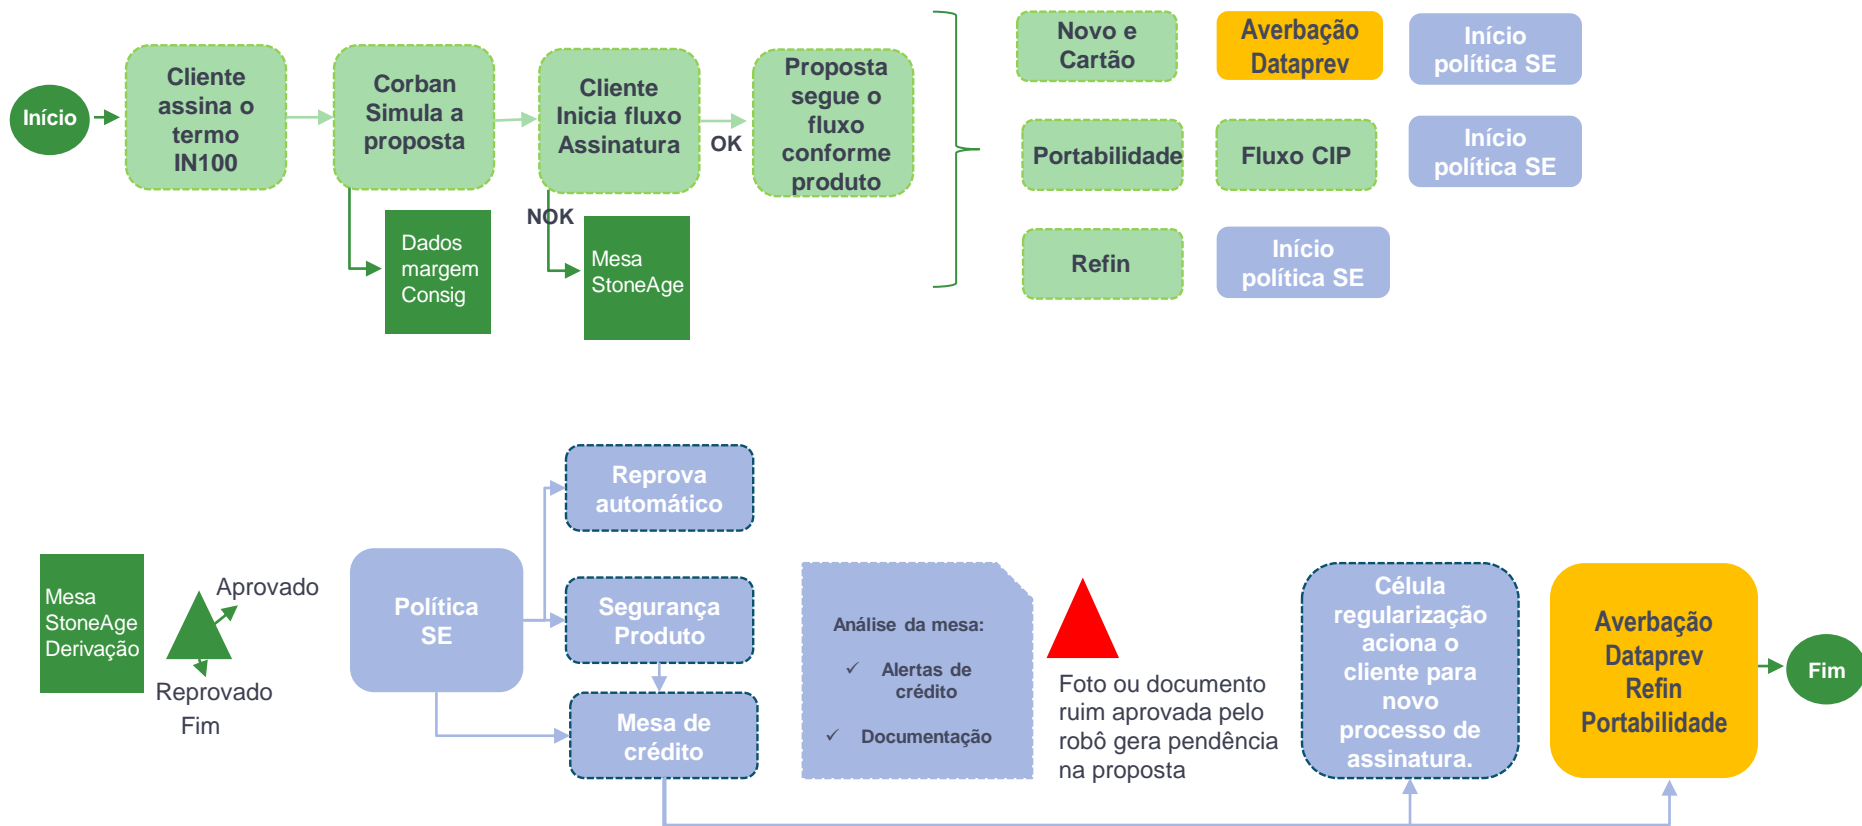 Início
Cliente
assina o
termo
IN100
Corban
Simula a
proposta
Cliente
Inicia fluxo
Assinatura
OK
NOK
Proposta
segue o
fluxo
conforme
produto
Dados
margem
Consig
Mesa
StoneAge
Novo e
Cartão
Averbação
Dataprev
Início
política SE
Portabilidade
Fluxo CIP
Início
política SE
Refin
Início
política SE
Mesa
StoneAge
Derivação
Aprovado
Reprovado
Fim
Política
SE
Reprova
automático
Segurança
Produto
Mesa de
crédito
Análise da mesa:
✓ Alertas de
crédito
✓ Documentação
Foto ou documento
ruim aprovada pelo
robô gera pendência
na proposta
Célula
regularização
aciona o
cliente para
novo
processo de
assinatura.
Averbação
Dataprev
Refin
Portabilidade
Fim